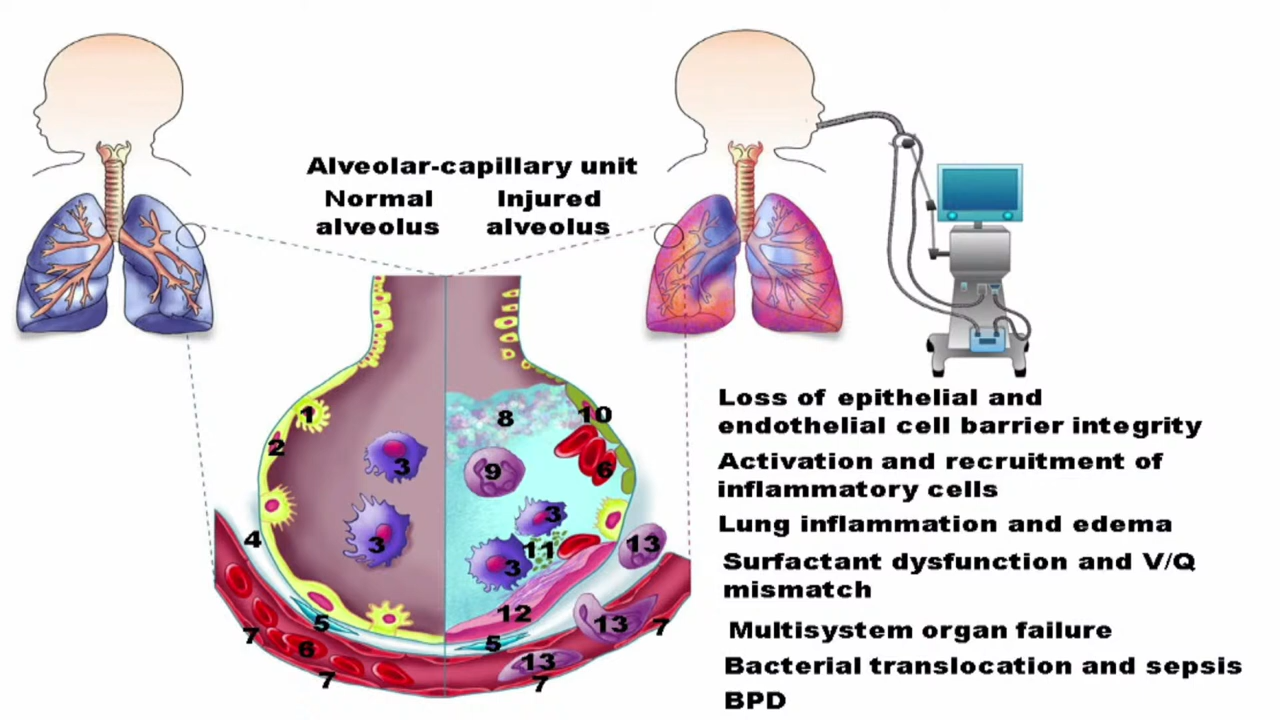 Alveolar-capillary unit
Normal alveolus
Injured alveolus
1
2
3
3
4
5
6
7
7
8
9
10
6
3
11
3
12
13
13
7
5
13
7
Loss of epithelial and
endothelial cell barrier integrity
Activation and recruitment of
inflammatory cells
Lung inflammation and edema
Surfactant dysfunction and V/Q
mismatch
Multisystem organ failure
Bacterial translocation and sepsis
BPD